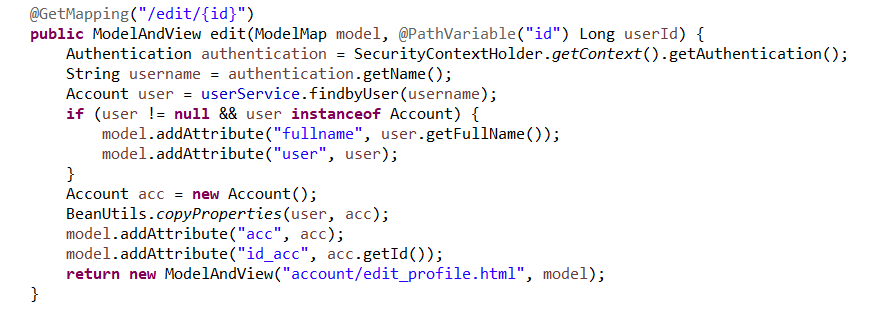 @GetMapping("/edit/{id}")
public ModelAndView edit(ModelMap model, @PathVariable("id") Long userId) {
    Authentication authentication = SecurityContextHolder.getContext().getAuthentication();
    String username = authentication.getName();
    Account user = userService.findbyUser(username);
    if (user != null && user instanceof Account) {
        model.addAttribute("fullname", user.getFullName());
        model.addAttribute("user", user);
    }
    Account acc = new Account();
    BeanUtils.copyProperties(user, acc);
    model.addAttribute("acc", acc);
    model.addAttribute("id_acc", acc.getId());
    return new ModelAndView("account/edit_profile.html", model);
}